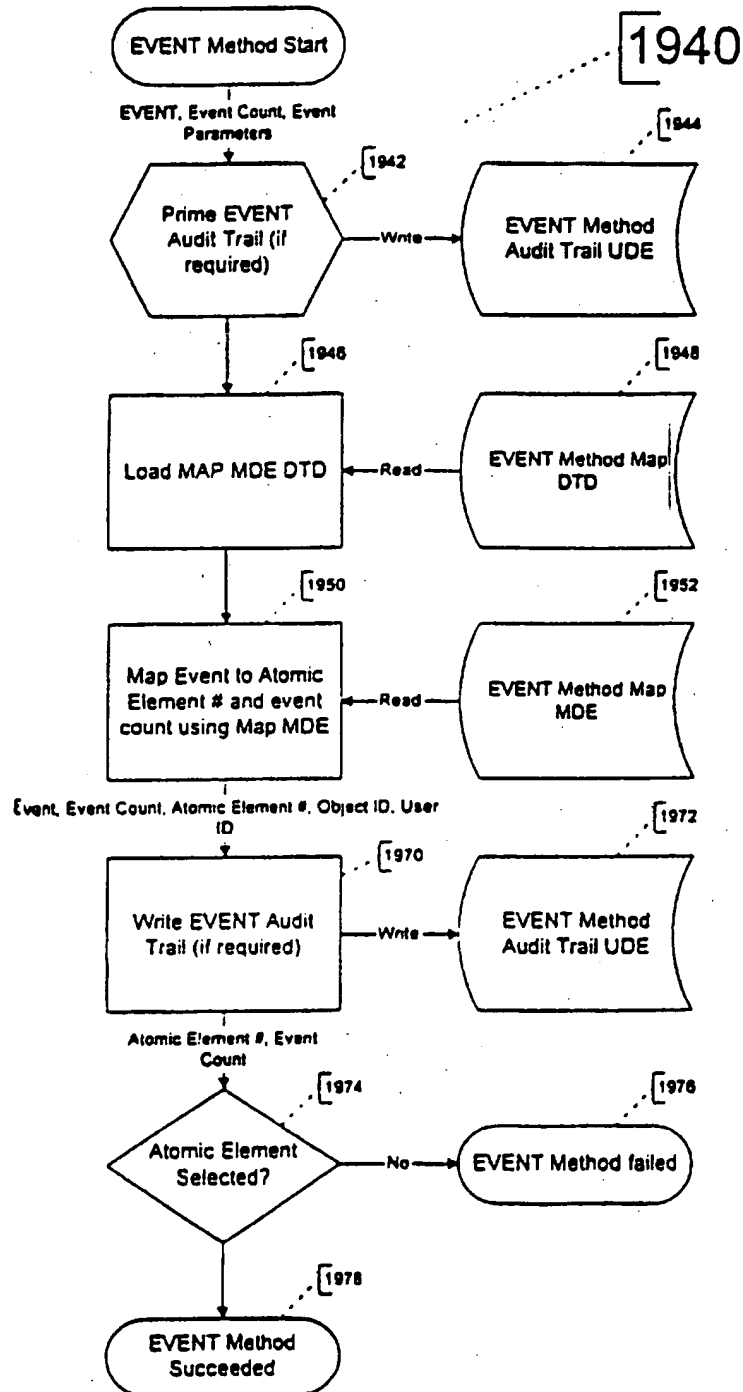 EVENT Method Start
1940
EVENT, Event Count, Event
Parameters
1942
1944
Prime EVENT
Audit Trail (if
required)
Write
EVENT Method
Audit Trail UDE
1946
1948
Load MAP MDE DTD
Read
EVENT Method Map
DTD
1950
1952
Map Event to Atomic
Element # and event
count using Map MDE
Read
EVENT Method Map
MDE
Event, Event Count, Atomic Element #, Object ID, User
ID
1970
1972
Write EVENT Audit
Trail (if required)
Write
EVENT Method
Audit Trail UDE
Atomic Element #, Event
Count
1974
1976
Atomic Element
Selected?
No
EVENT Method failed
1978
EVENT Method
Succeeded